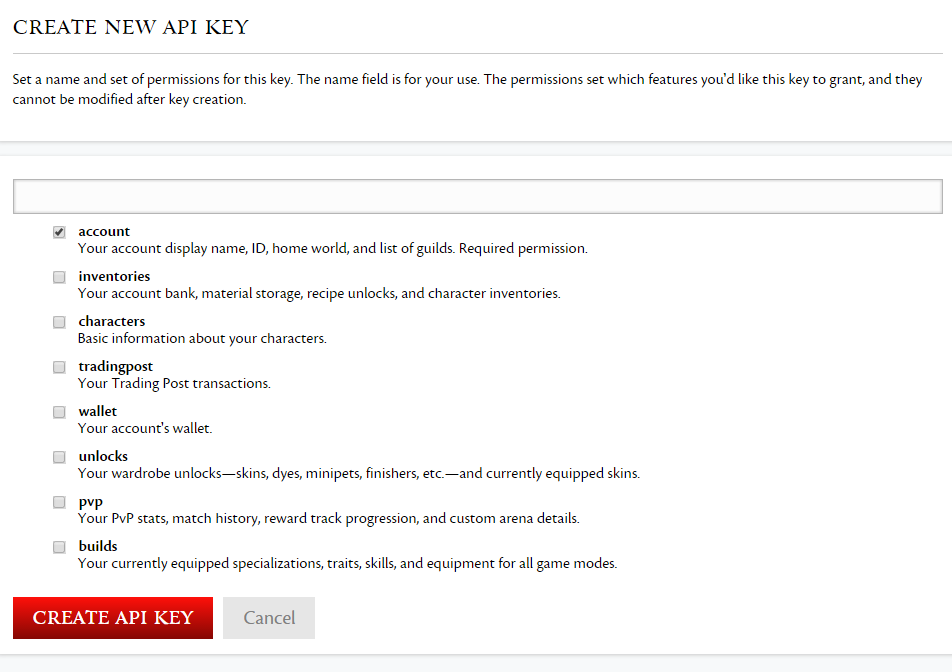 CREATE NEW API KEY
Set a name and set of permissions for this key. The name field is for your use. The permissions set which features you'd like this key to grant, and they
cannot be modified after key creation.
account
Your account display name, ID, home world, and list of guilds. Required permission.
inventories
Your account bank, material storage, recipe unlocks, and character inventories.
characters
Basic information about your characters.
tradingpost
Your Trading Post transactions.
wallet
Your account's wallet.
unlocks
Your wardrobe unlocks—skins, dyes, minipets, finishers, etc.—and currently equipped skins.
pvp
Your PvP stats, match history, reward track progression, and custom arena details.
builds
Your currently equipped specializations, traits, skills, and equipment for all game modes.
CREATE API KEY Cancel